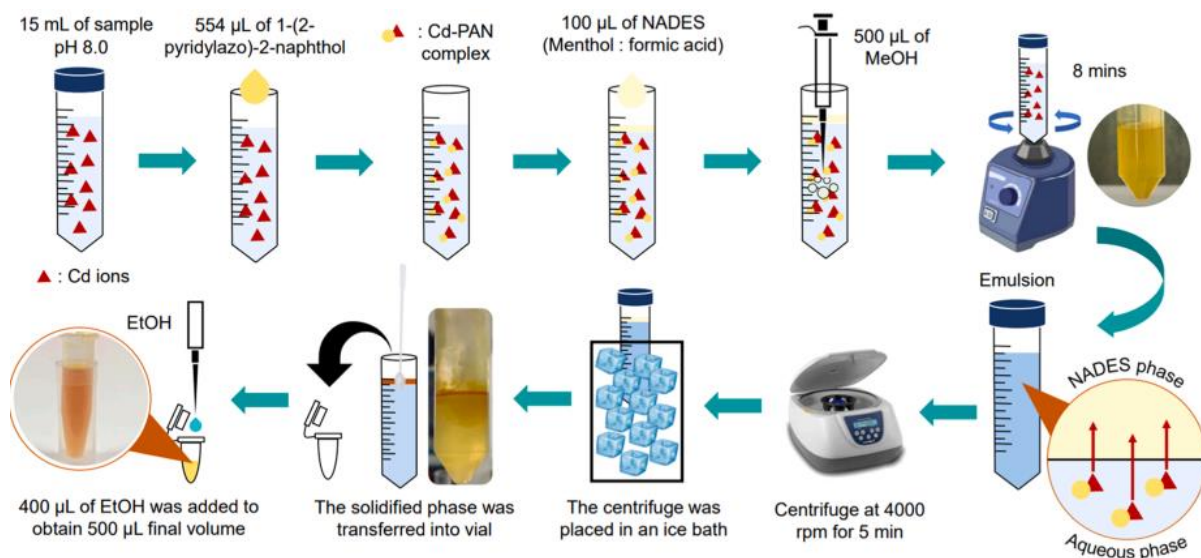 15 mL of sample
pH 8.0
554 µL of 1-(2-
pyridylazo)-2-naphthol
: Cd-PAN
complex
100 µL of NADES
(Menthol : formic acid)
500 µL of
MeOH
8 mins
: Cd ions
Emulsion
NADES phase
Aqueous phase
Centrifuge at 4000
rpm for 5 min
The centrifuge was
placed in an ice bath
The solidified phase was
transferred into vial
EtOH
400 µL of EtOH was added to
obtain 500 µL final volume